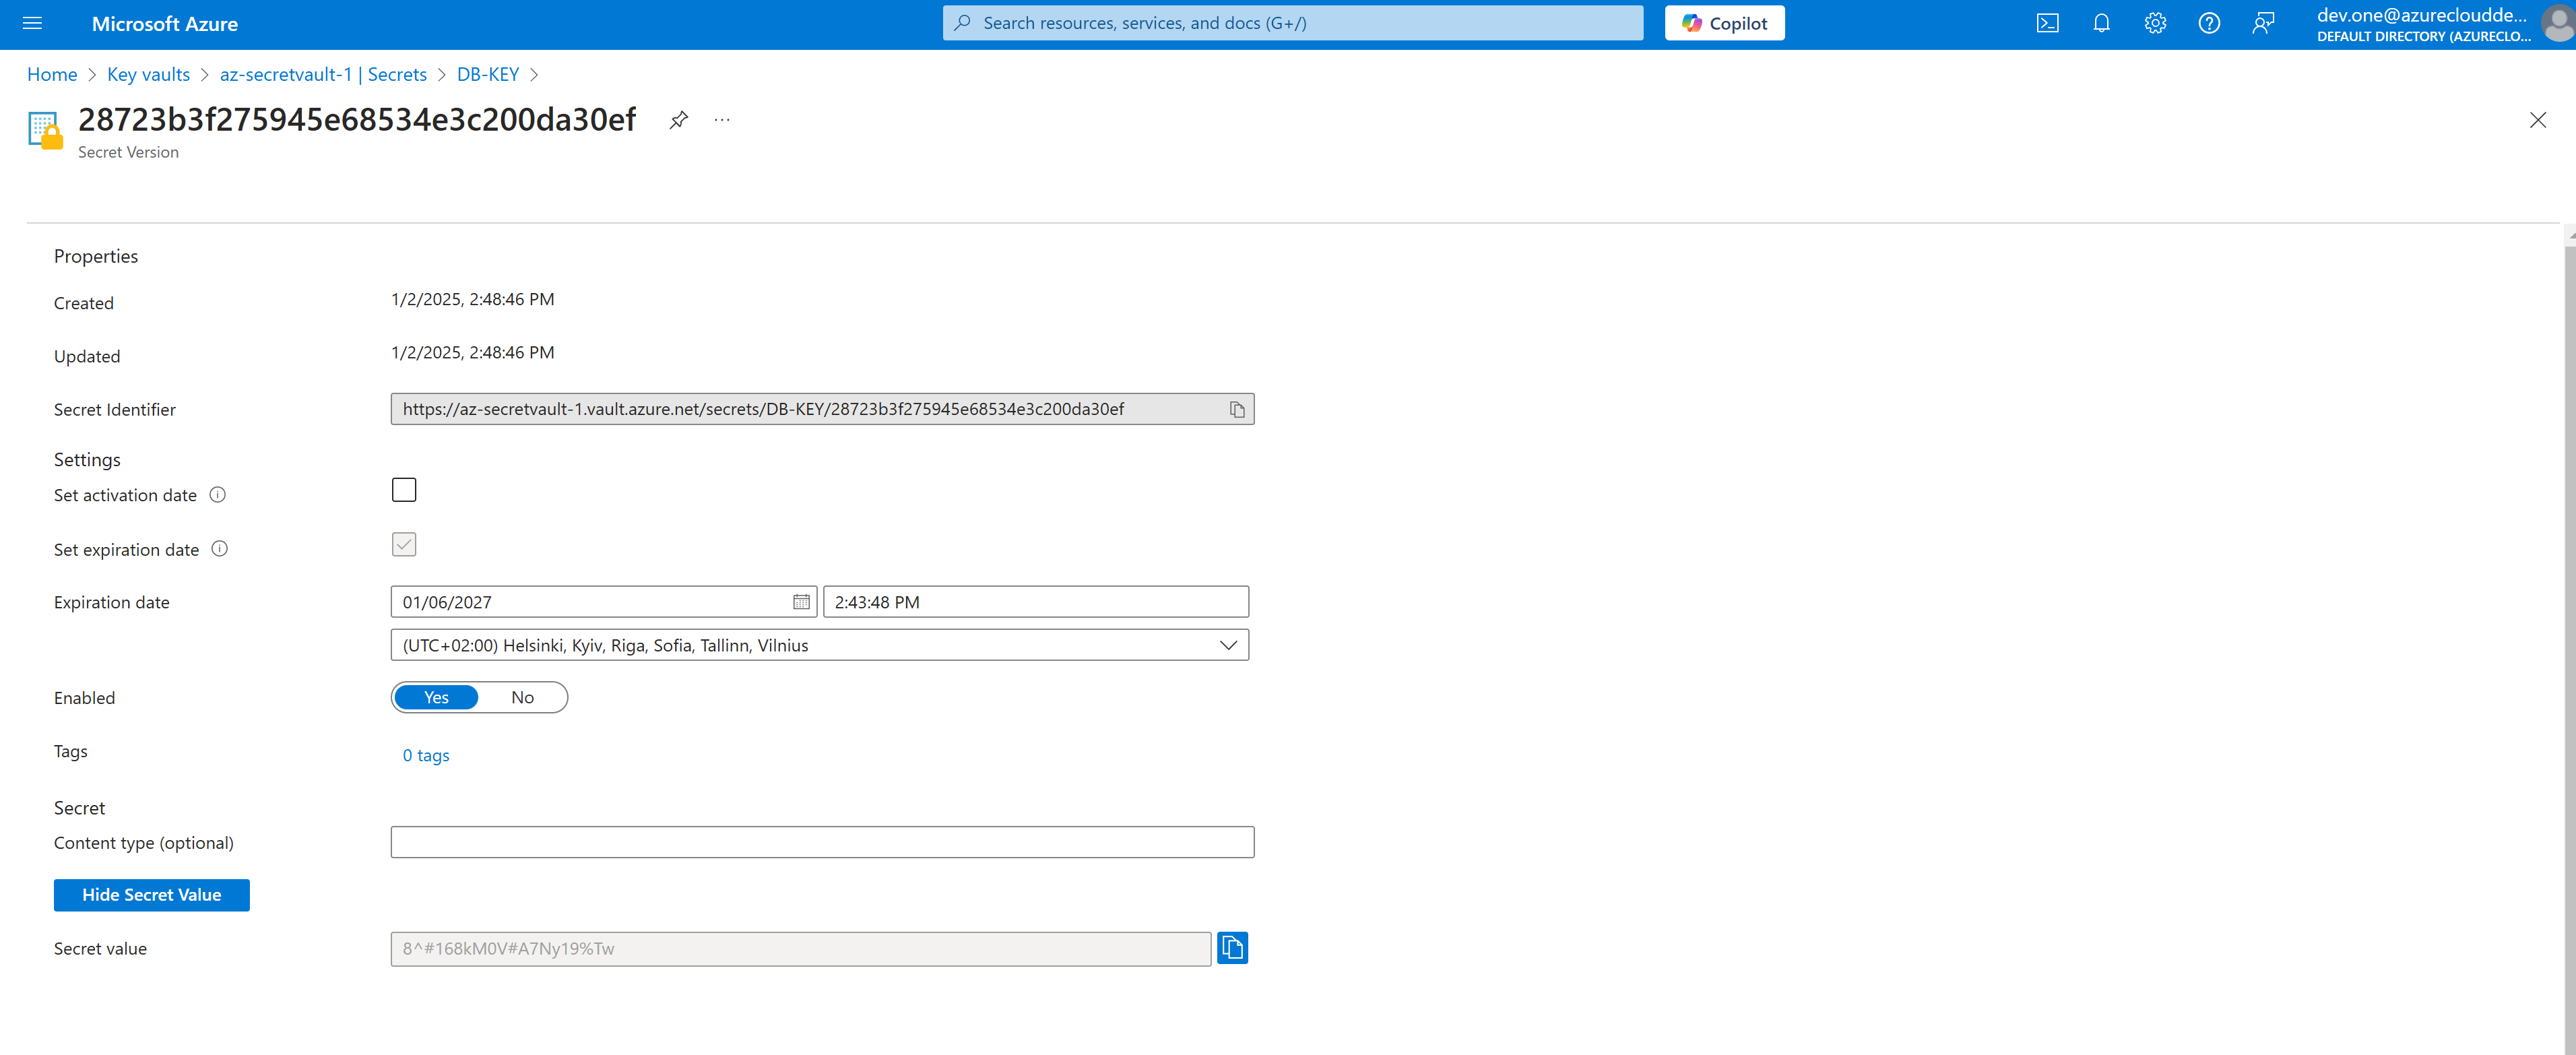 Microsoft Azure
Search resources, services, and docs (G+/)
Copilot
dev.one@azureclouddе...
DEFAULT DIRECTORY (AZURECLO...
Home > Key vaults > az-secretvault-1 | Secrets > DB-KEY >
28723b3f275945e68534e3c200da30ef
Secret Version
Properties
Created 1/2/2025, 2:48:46 PM
Updated 1/2/2025, 2:48:46 PM
Secret Identifier https://az-secretvault-1.vault.azure.net/secrets/DB-KEY/28723b3f275945e68534e3c200da30ef
Settings
Set activation date
Set expiration date
Expiration date 01/06/2027 2:43:48 PM
(UTC+02:00) Helsinki, Kyiv, Riga, Sofia, Tallinn, Vilnius
Enabled Yes No
Tags 0 tags
Secret
Content type (optional)
Hide Secret Value
Secret value 8^#168kM0V#A7Ny19%Tw